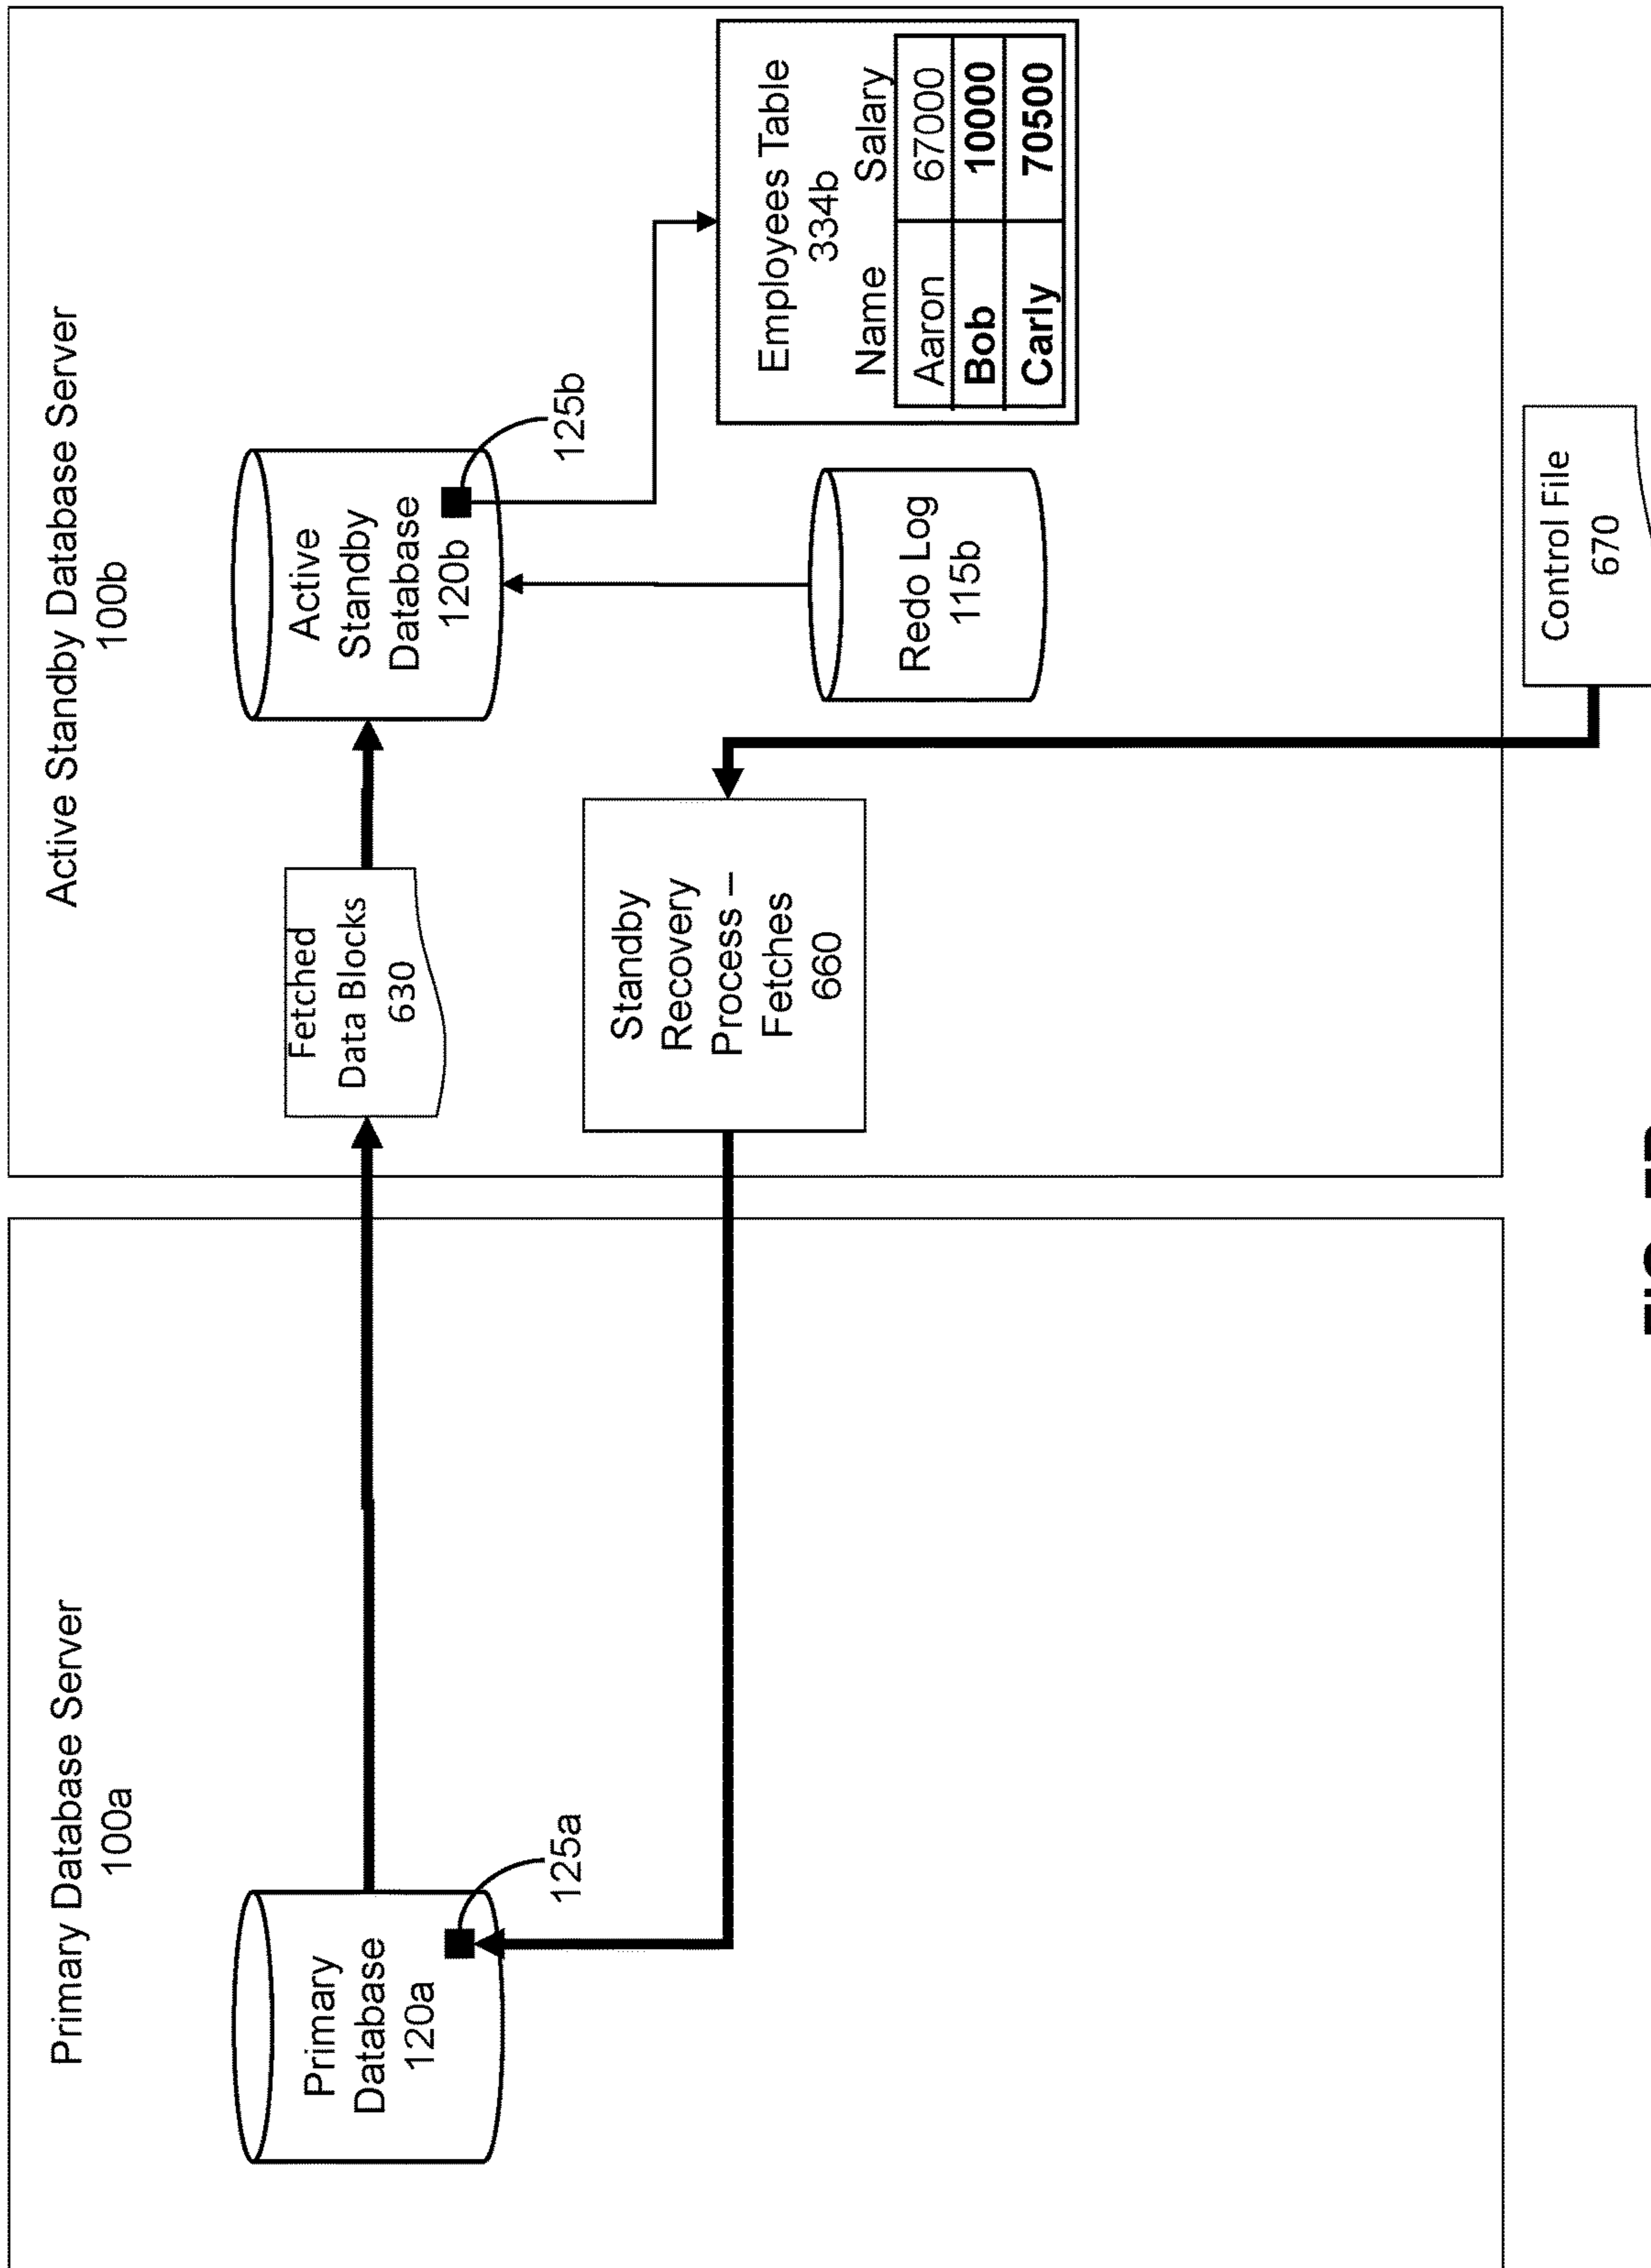 Primary Database Server
100a
Primary
Database
120a
125a
Active Standby Database Server
100b
Fetched
Data Blocks
630
Active
Standby
Database
120b
125b
Standby
Recovery
Process –
Fetches
660
Redo Log
115b
Employees Table
334b
Name Salary
Aaron 67000
Bob 10000
Carly 70500
Control File
670